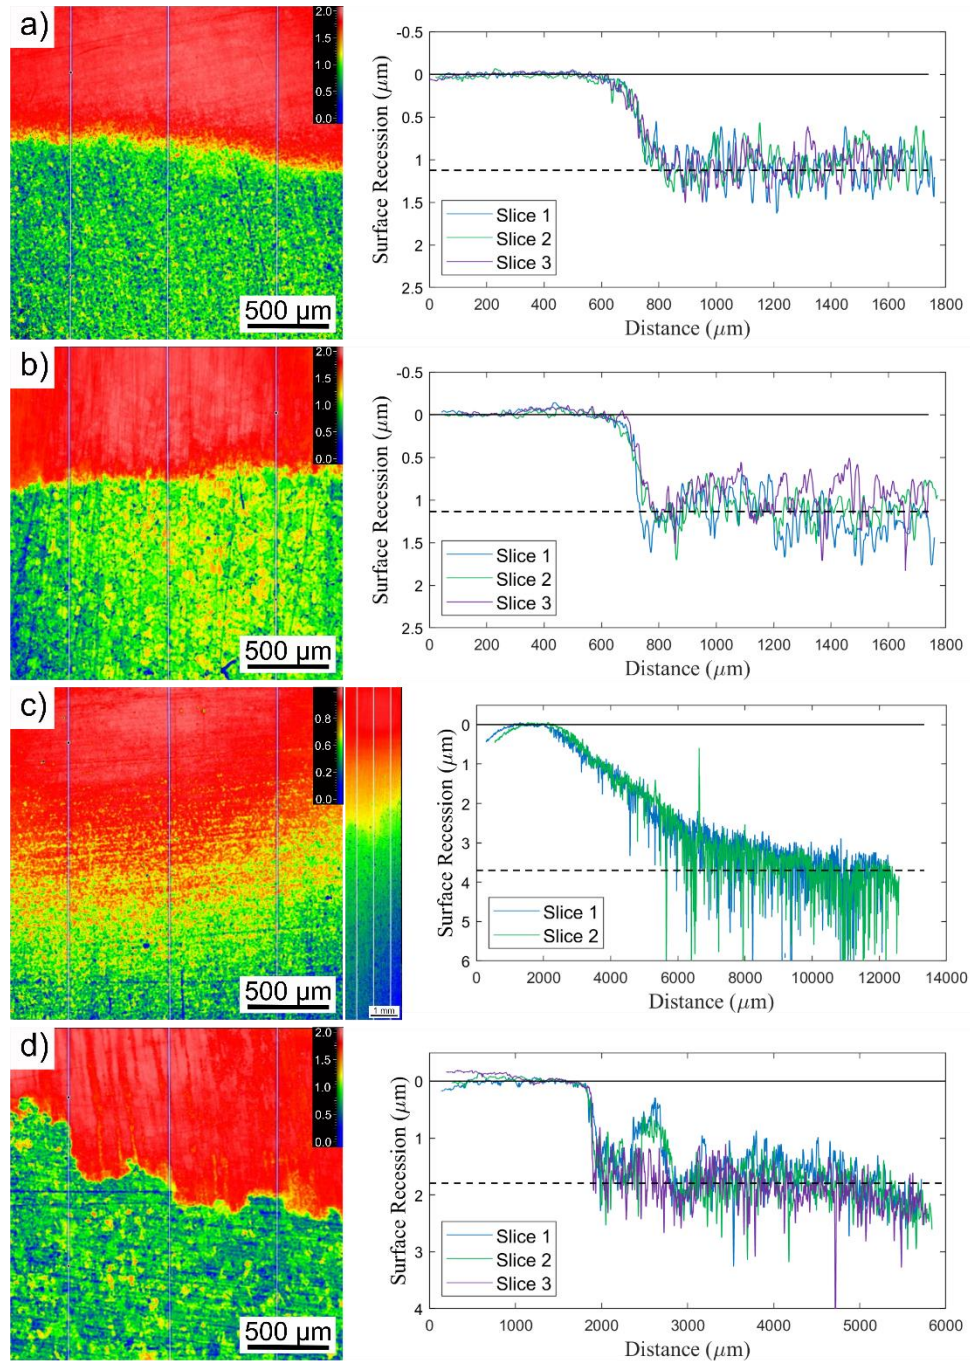 a)
2.0
1.5
1.0
0.5
0.0
500 µm
-0.5
0
0.5
1
1.5
2
2.5
Surface Recession (µm)
Slice 1
Slice 2
Slice 3
0 200 400 600 800 1000 1200 1400 1600 1800
Distance (µm)
b)
2.0
1.5
1.0
0.5
0.0
500 µm
-0.5
0
0.5
1
1.5
2
2.5
Surface Recession (µm)
Slice 1
Slice 2
Slice 3
0 200 400 600 800 1000 1200 1400 1600 1800
Distance (µm)
c)
0.8
0.6
0.4
0.2
0.0
500 µm
1 mm
0
1
2
3
4
5
6
Surface Recession (µm)
Slice 1
Slice 2
0 2000 4000 6000 8000 10000 12000 14000
Distance (µm)
d)
2.0
1.5
1.0
0.5
0.0
500 µm
0
1
2
3
4
Surface Recession (µm)
Slice 1
Slice 2
Slice 3
0 1000 2000 3000 4000 5000 6000
Distance (µm)